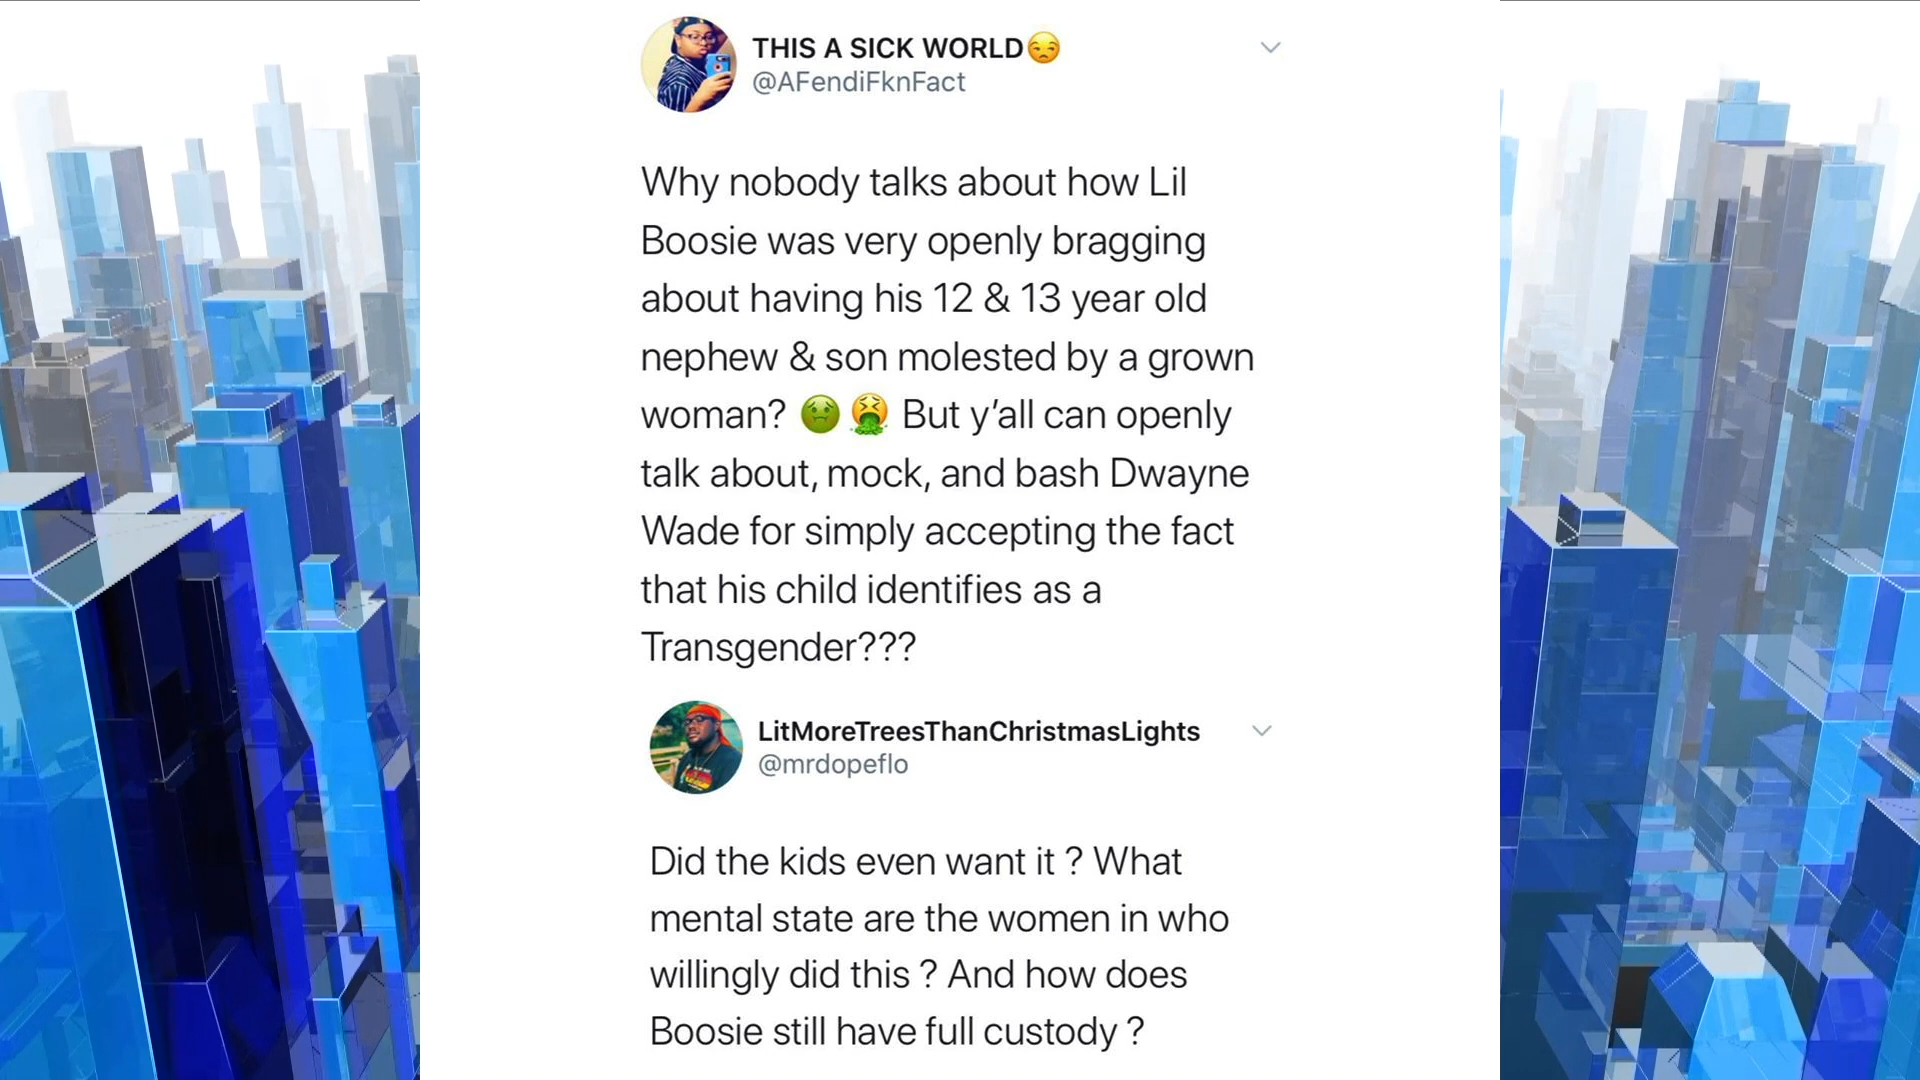 THIS A SICK WORLD😒
@AFendiFknFact
Why nobody talks about how Lil
Boosie was very openly bragging
about having his 12 & 13 year old
nephew & son molested by a grown
woman? 🤢 🤮 But y’all can openly
talk about, mock, and bash Dwayne
Wade for simply accepting the fact
that his child identifies as a
Transgender???
LitMoreTreesThanChristmasLights
@mrdopeflo
Did the kids even want it ? What
mental state are the women in who
willingly did this ? And how does
Boosie still have full custody ?